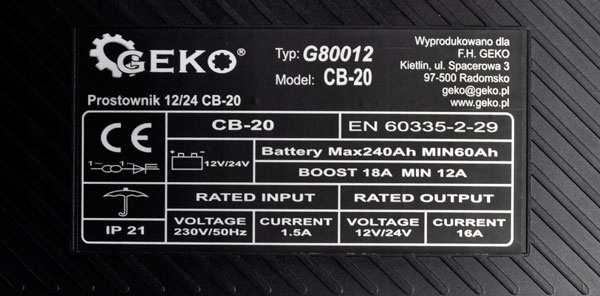 GEKO®
Typ: G80012
Model: CB-20
Wyprodukowano dla
F.H. GEKO
Kietlin, ul. Spacerowa 3
97-500 Radomsko
geko@geko.pl
www.geko.pl
Prostownik 12/24 CB-20
CE
CB-20
EN 60335-2-29
12V/24V
Battery Max240Ah MIN60Ah
BOOST 18A MIN 12A
IP 21
RATED INPUT
RATED OUTPUT
VOLTAGE
230V/50Hz
CURRENT
1.5A
VOLTAGE
12V/24V
CURRENT
16A